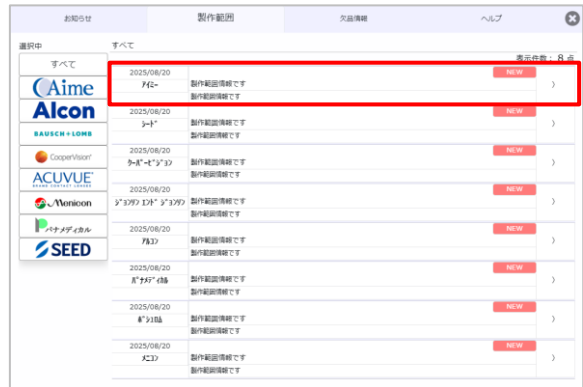 お知らせ
製作範囲
欠品情報
ヘルプ
選択中
すべて
表示件数： 8 点
すべて
Aime
Alcon
BAUSCH+LOMB
CooperVision
ACUVUE
BRAND CONTACT LENSES
Menicon
パナメディカル
SEED
2025/08/20
NEW
ｱｲﾐｰ
製作範囲情報です
製作範囲情報です
2025/08/20
NEW
ｼｰﾄﾞ
製作範囲情報です
製作範囲情報です
2025/08/20
NEW
ｸｰﾊﾟｰﾋﾞｼﾞｮﾝ
製作範囲情報です
製作範囲情報です
2025/08/20
NEW
ｼﾞｮﾝｿﾝ ｴﾝﾄﾞ ｼﾞｮﾝｿﾝ
製作範囲情報です
製作範囲情報です
2025/08/20
NEW
ｱﾙｺﾝ
製作範囲情報です
製作範囲情報です
2025/08/20
NEW
ﾊﾟﾅﾒﾃﾞｨｶﾙ
製作範囲情報です
製作範囲情報です
2025/08/20
NEW
ﾎﾞｼｭﾛﾑ
製作範囲情報です
製作範囲情報です
2025/08/20
NEW
ﾒﾆｺﾝ
製作範囲情報です
製作範囲情報です